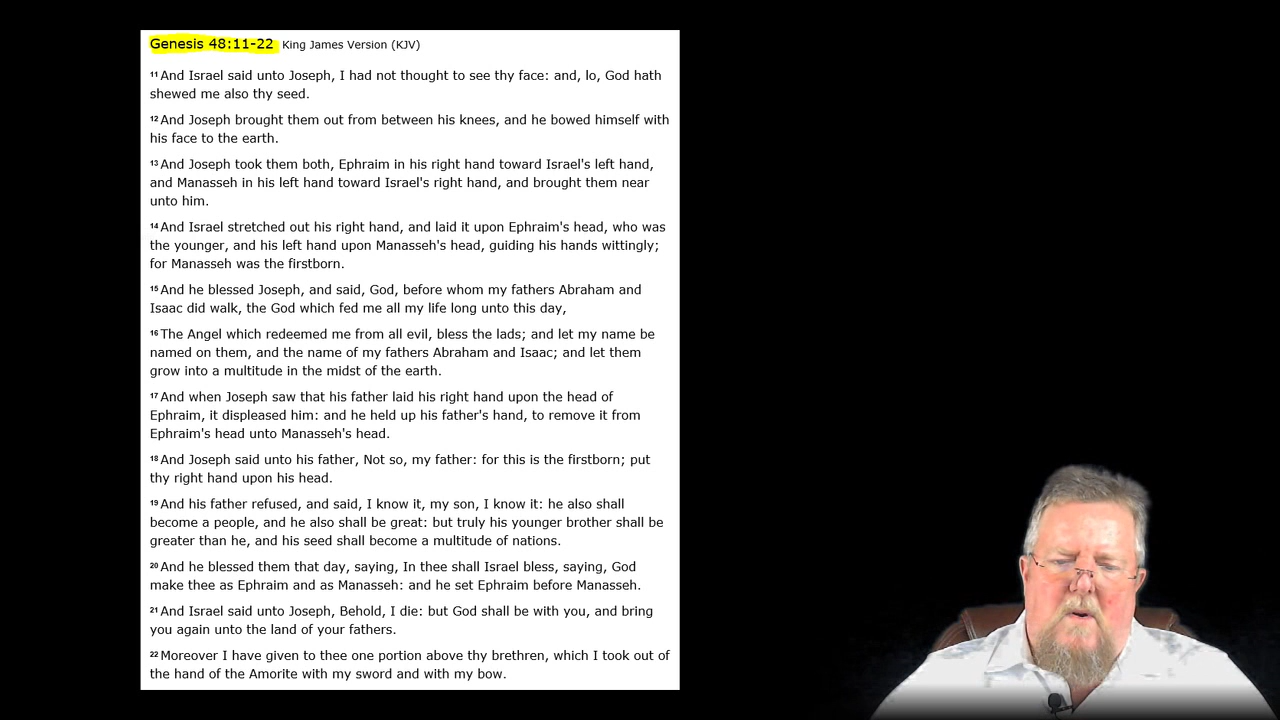 Genesis 48:11-22 King James Version (KJV)
11 And Israel said unto Joseph, I had not thought to see thy face: and, lo, God hath
shewed me also thy seed.
12 And Joseph brought them out from between his knees, and he bowed himself with
his face to the earth.
13 And Joseph took them both, Ephraim in his right hand toward Israel's left hand,
and Manasseh in his left hand toward Israel's right hand, and brought them near
unto him.
14 And Israel stretched out his right hand, and laid it upon Ephraim's head, who was
the younger, and his left hand upon Manasseh's head, guiding his hands wittingly;
for Manasseh was the firstborn.
15 And he blessed Joseph, and said, God, before whom my fathers Abraham and
Isaac did walk, the God which fed me all my life long unto this day,
16 The Angel which redeemed me from all evil, bless the lads; and let my name be
named on them, and the name of my fathers Abraham and Isaac; and let them
grow into a multitude in the midst of the earth.
17 And when Joseph saw that his father laid his right hand upon the head of
Ephraim, it displeased him: and he held up his father's hand, to remove it from
Ephraim's head unto Manasseh's head.
18 And Joseph said unto his father, Not so, my father: for this is the firstborn; put
thy right hand upon his head.
19 And his father refused, and said, I know it, my son, I know it: he also shall
become a people, and he also shall be great: but truly his younger brother shall be
greater than he, and his seed shall become a multitude of nations.
20 And he blessed them that day, saying, In thee shall Israel bless, saying, God
make thee as Ephraim and as Manasseh: and he set Ephraim before Manasseh.
21 And Israel said unto Joseph, Behold, I die: but God shall be with you, and bring
you again unto the land of your fathers.
22 Moreover I have given to thee one portion above thy brethren, which I took out of
the hand of the Amorite with my sword and with my bow.